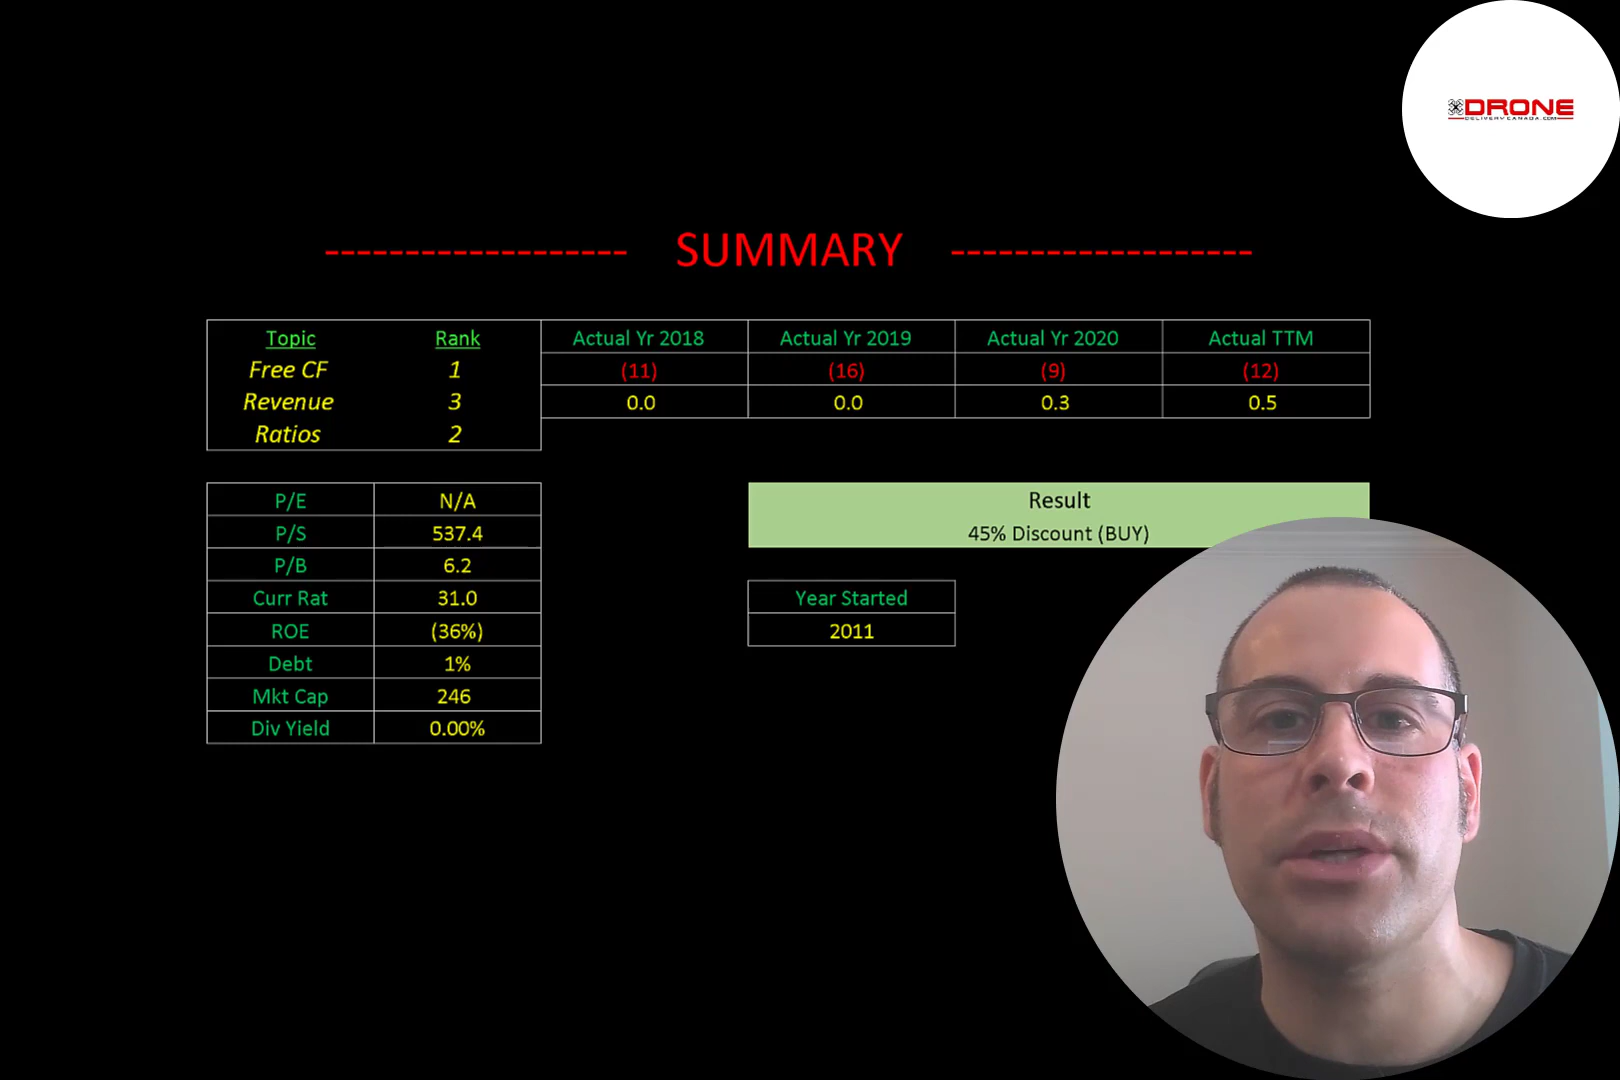 DRONE
DELIVERY CANADA.COM
------------------- SUMMARY -------------------
Topic Rank Actual Yr 2018 Actual Yr 2019 Actual Yr 2020 Actual TTM
Free CF 1 (11) (16) (9) (12)
Revenue 3 0.0 0.0 0.3 0.5
Ratios 2
P/E N/A
P/S 537.4
P/B 6.2
Curr Rat 31.0
ROE (36%)
Debt 1%
Mkt Cap 246
Div Yield 0.00%
Result
45% Discount (BUY)
Year Started
2011